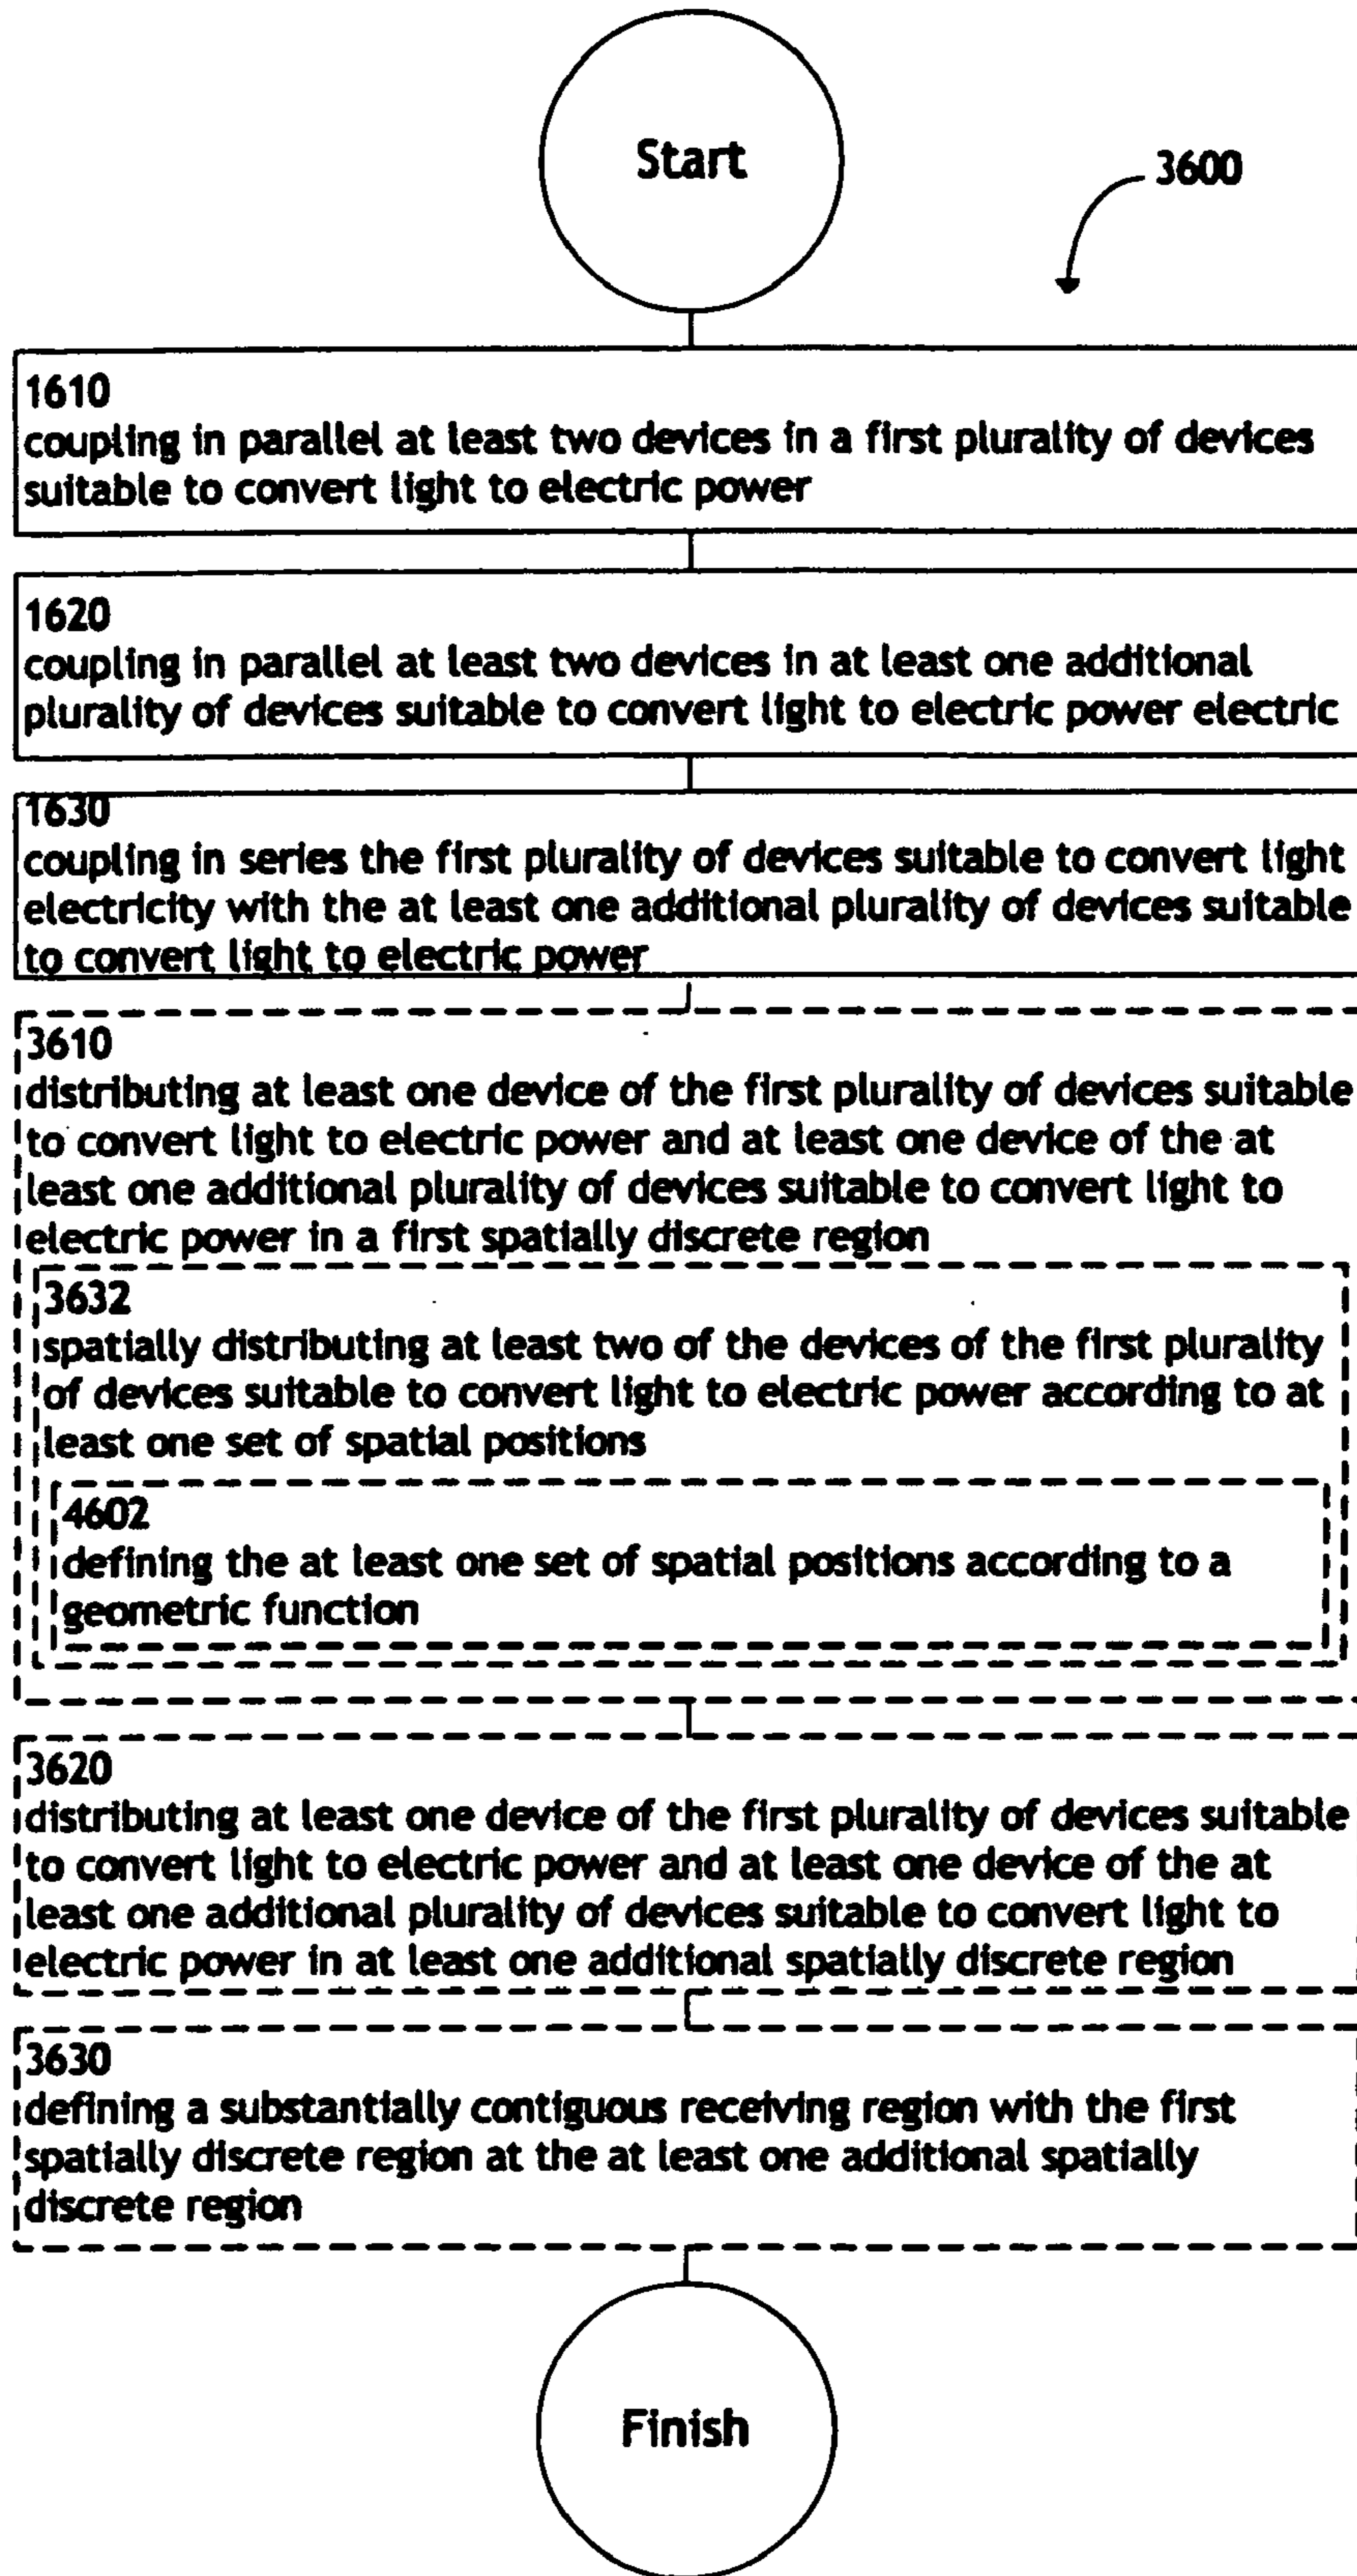 Start
3600
1610
coupling in parallel at least two devices in a first plurality of devices
suitable to convert light to electric power
1620
coupling in parallel at least two devices in at least one additional
plurality of devices suitable to convert light to electric power electric
1630
coupling in series the first plurality of devices suitable to convert light
electricity with the at least one additional plurality of devices suitable
to convert light to electric power
3610
distributing at least one device of the first plurality of devices suitable
to convert light to electric power and at least one device of the at
least one additional plurality of devices suitable to convert light to
electric power in a first spatially discrete region
3632
spatially distributing at least two of the devices of the first plurality
of devices suitable to convert light to electric power according to at
least one set of spatial positions
4602
defining the at least one set of spatial positions according to a
geometric function
3620
distributing at least one device of the first plurality of devices suitable
to convert light to electric power and at least one device of the at
least one additional plurality of devices suitable to convert light to
electric power in at least one additional spatially discrete region
3630
defining a substantially contiguous receiving region with the first
spatially discrete region at the at least one additional spatially
discrete region
Finish